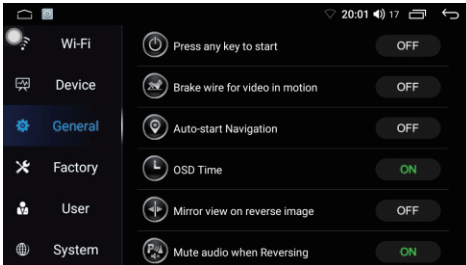 20:01 17
Wi-Fi
Press any key to start OFF
Device
Brake wire for video in motion OFF
General
Auto-start Navigation OFF
Factory
OSD Time ON
User
Mirror view on reverse image OFF
System
Mute audio when Reversing ON